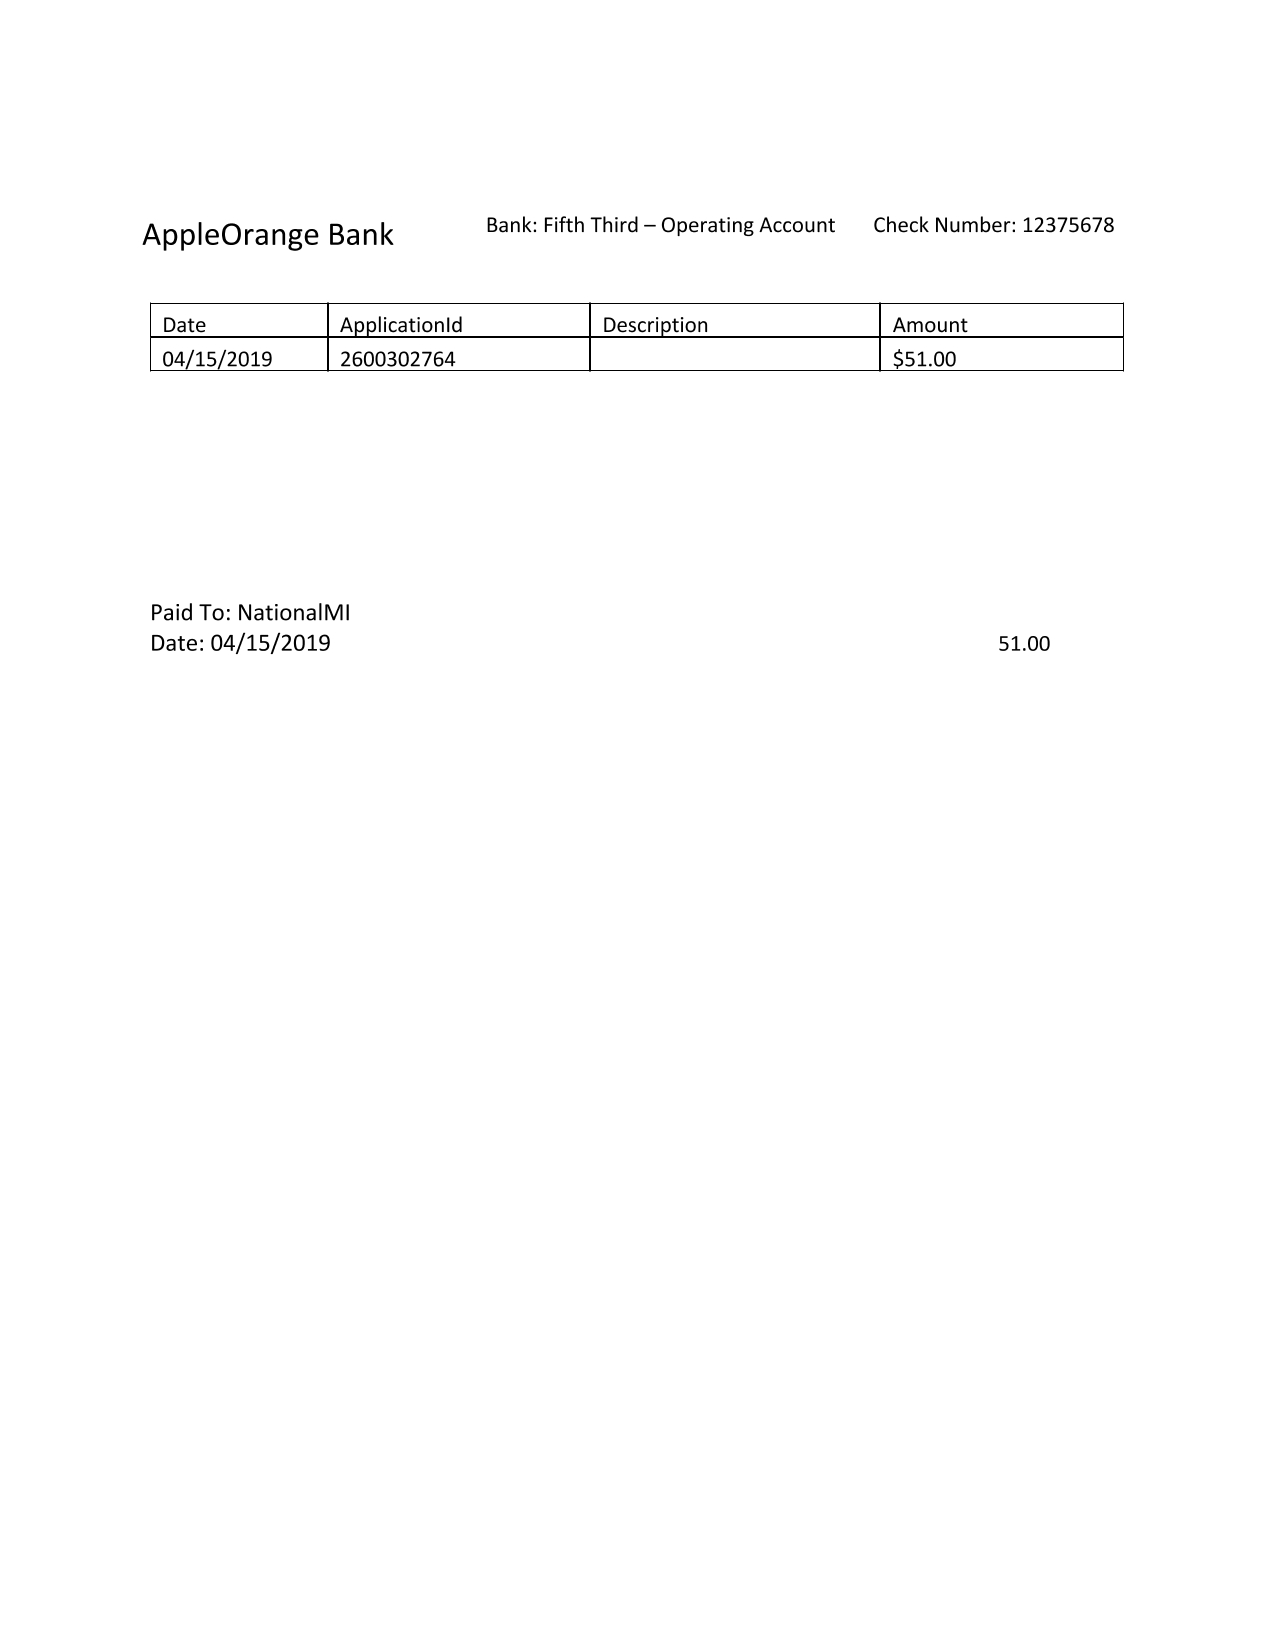 AppleOrange Bank Bank: Fifth Third – Operating Account Check Number: 12375678
Date ApplicationId Description Amount
04/15/2019 2600302764 $51.00
Paid To: NationalMI
Date: 04/15/2019 51.00